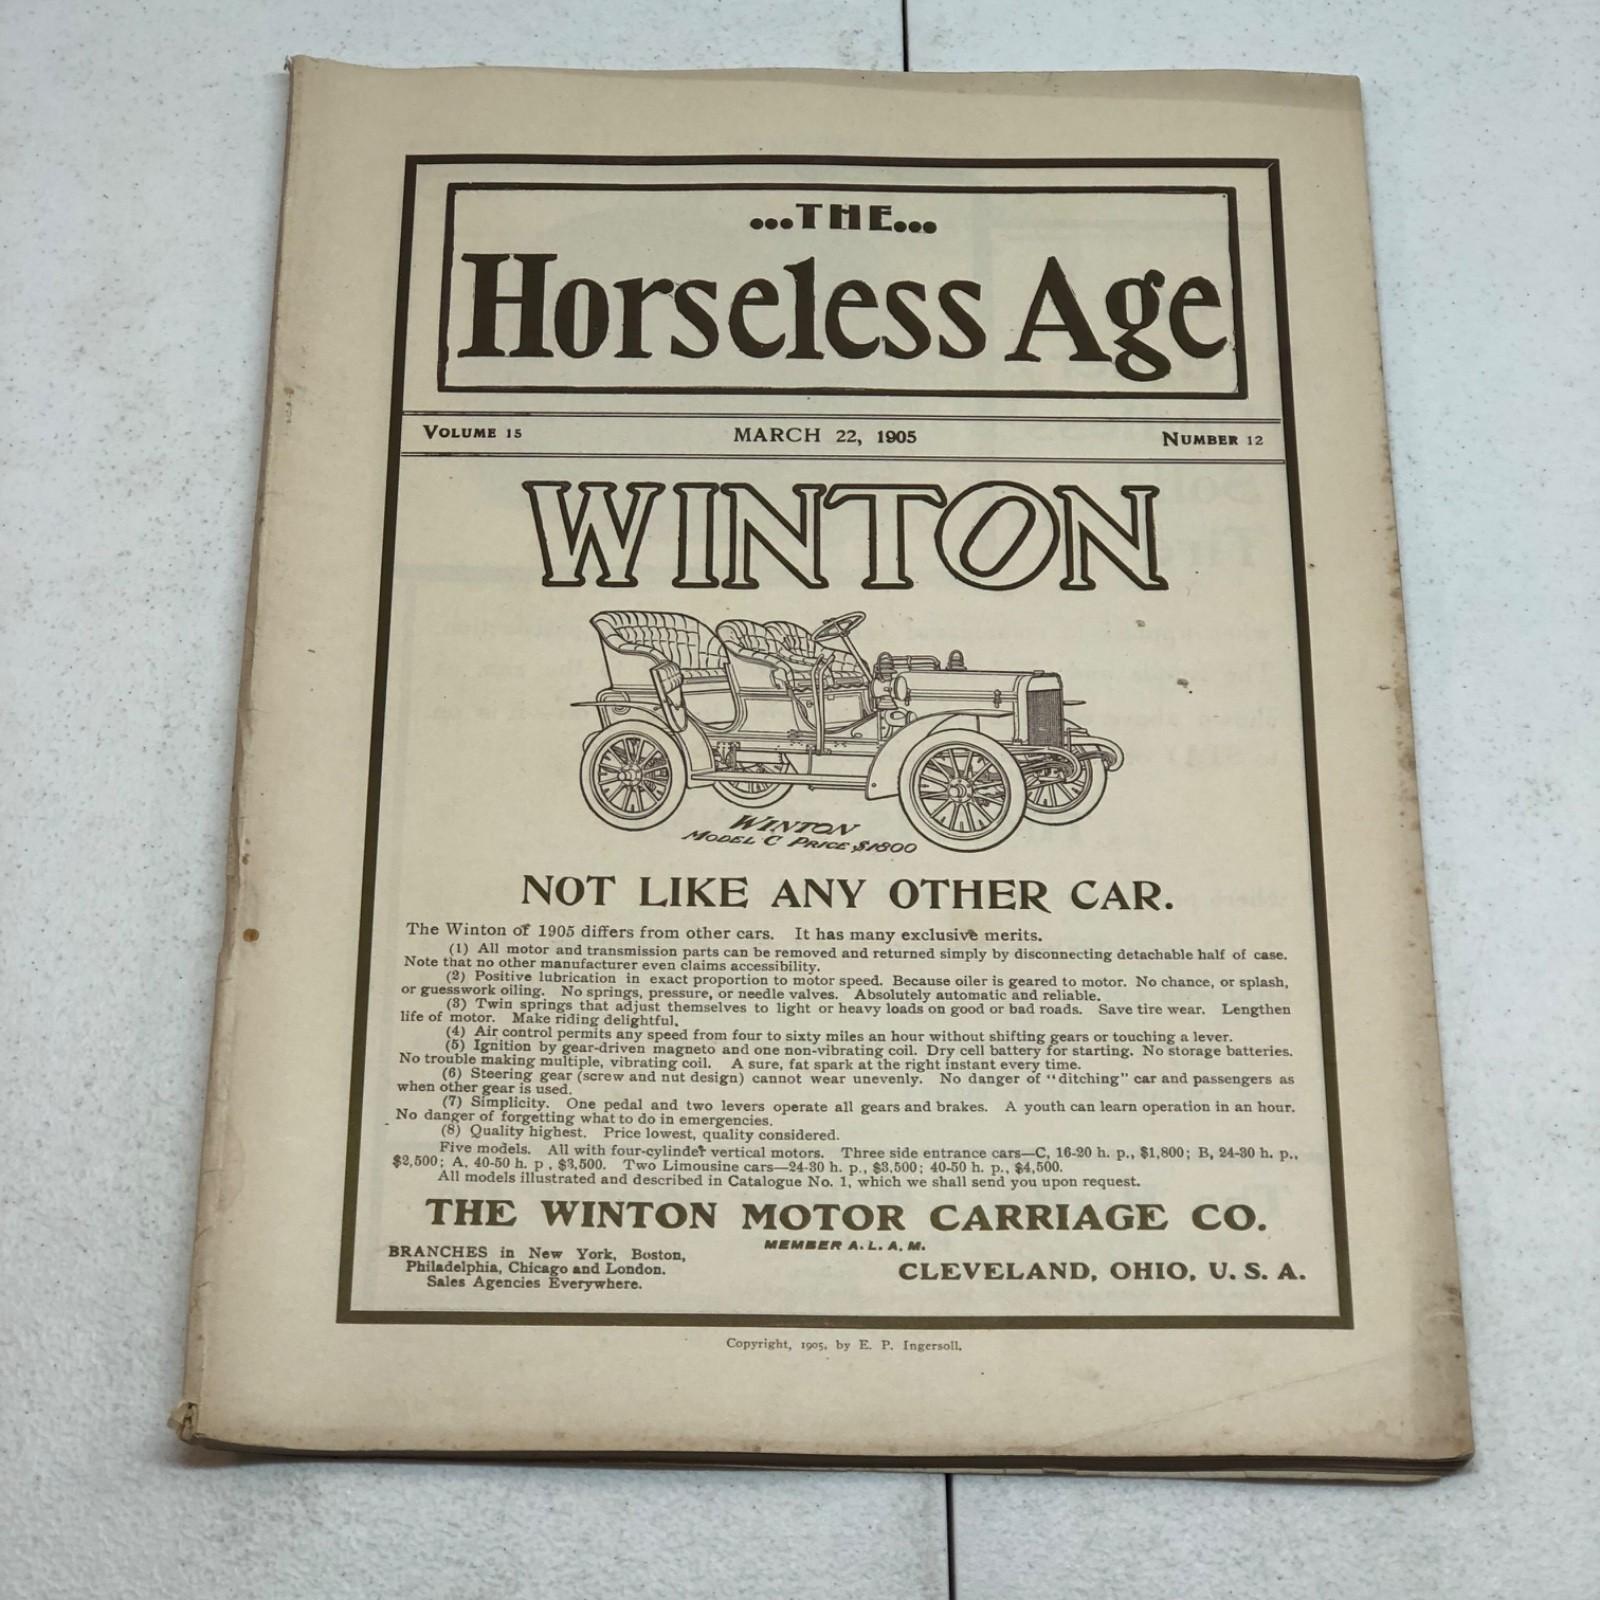 ...THE...
Horseless Age
VOLUME 15 MARCH 22, 1905 NUMBER 12
WINTON
WINTON
MODEL C PRICE $1800
NOT LIKE ANY OTHER CAR.
The Winton of 1905 differs from other cars. It has many exclusive merits.
(1) All motor and transmission parts can be removed and returned simply by disconnecting detachable half of case.
Note that no other manufacturer even claims accessibility.
(2) Positive lubrication in exact proportion to motor speed. Because oiler is geared to motor. No chance, or splash,
or guesswork oiling. No springs, pressure, or needle valves. Absolutely automatic and reliable.
(3) Twin springs that adjust themselves to light or heavy loads on good or bad roads. Save tire wear. Lengthen
life of motor. Make riding delightful.
(4) Air control permits any speed from four to sixty miles an hour without shifting gears or touching a lever.
(5) Ignition by gear-driven magneto and one non-vibrating coil. Dry cell battery for starting. No storage batteries.
No trouble making multiple, vibrating coil. A sure, fat spark at the right instant every time.
(6) Steering gear (screw and nut design) cannot wear unevenly. No danger of "ditching" car and passengers as
when other gear is used.
(7) Simplicity. One pedal and two levers operate all gears and brakes. A youth can learn operation in an hour.
No danger of forgetting what to do in emergencies.
(8) Quality highest. Price lowest, quality considered.
Five models. All with four-cylinder vertical motors. Three side entrance cars—C, 16-20 h. p., $1,800; B, 24-30 h. p.,
$2,500; A, 40-50 h. p , $3,500. Two Limousine cars—24-30 h. p., $3,500; 40-50 h. p., $4,500.
All models illustrated and described in Catalogue No. 1, which we shall send you upon request.
THE WINTON MOTOR CARRIAGE CO.
MEMBER A. L. A. M.
BRANCHES in New York, Boston,
Philadelphia, Chicago and London.
Sales Agencies Everywhere.
CLEVELAND, OHIO, U. S. A.
Copyright, 1905, by E. P. Ingersoll.